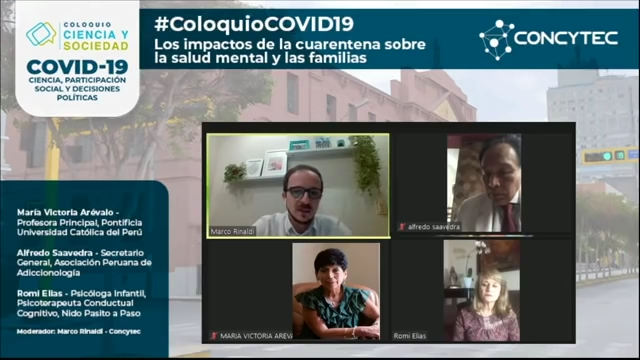 COLOQUIO
CIENCIA Y
SOCIEDAD
COVID-19
CIENCIA, PARTICIPACIÓN
SOCIAL Y DECISIONES
POLÍTICAS
#ColoquioCOVID19
Los impactos de la cuarentena sobre
la salud mental y las familias
CONCYTEC
María Victoria Arévalo -
Profesora Principal, Pontificia
Universidad Católica del Perú
Alfredo Saavedra - Secretario
General, Asociación Peruana de
Adiccionología
Romi Elias - Psicóloga Infantil,
Psicoterapeuta Conductual
Cognitivo, Nido Pasito a Paso
Moderador: Marco Rinaldi - Concytec
Marco Rinaldi
alfredo saavedra
MARIA VICTORIA AREVA
Romi Elias